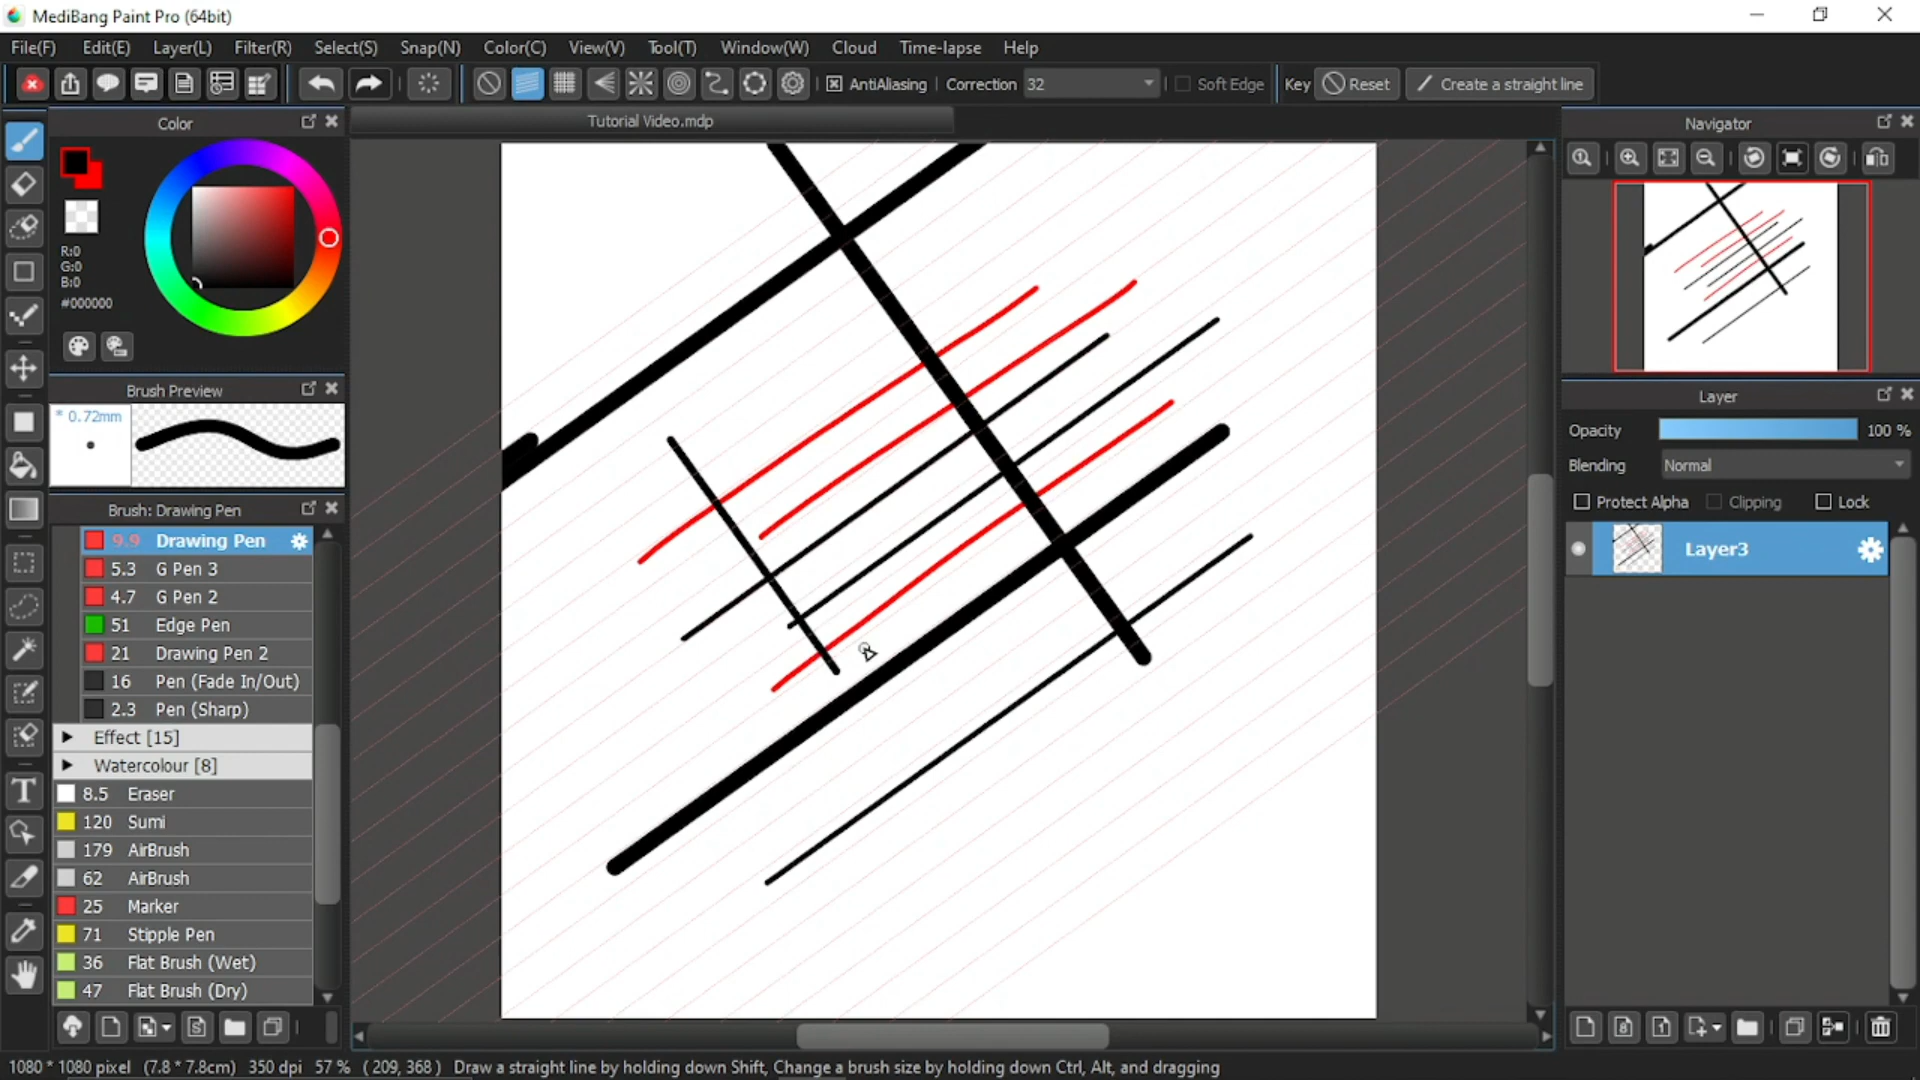 MediBang Paint Pro (64bit)
File(F) Edit(E) Layer(L) Filter(R) Select(S) Snap(N) Color(C) View(V) Tool(T) Window(W) Cloud Time-lapse Help
AntiAliasing Correction 32 Soft Edge Key Reset Create a straight line
Color
Tutorial Video.mdp
Navigator
R:0
G:0
B:0
#000000
Brush Preview
* 0.72mm
Layer
Opacity 100 %
Blending Normal
Protect Alpha Clipping Lock
Layer3
Brush: Drawing Pen
9.9 Drawing Pen
5.3 G Pen 3
4.7 G Pen 2
51 Edge Pen
21 Drawing Pen 2
16 Pen (Fade In/Out)
2.3 Pen (Sharp)
Effect [15]
Watercolour [8]
8.5 Eraser
120 Sumi
179 AirBrush
62 AirBrush
25 Marker
71 Stipple Pen
36 Flat Brush (Wet)
47 Flat Brush (Dry)
1080 * 1080 pixel (7.8 * 7.8cm) 350 dpi 57 % ( 209, 368 ) Draw a straight line by holding down Shift, Change a brush size by holding down Ctrl, Alt, and dragging